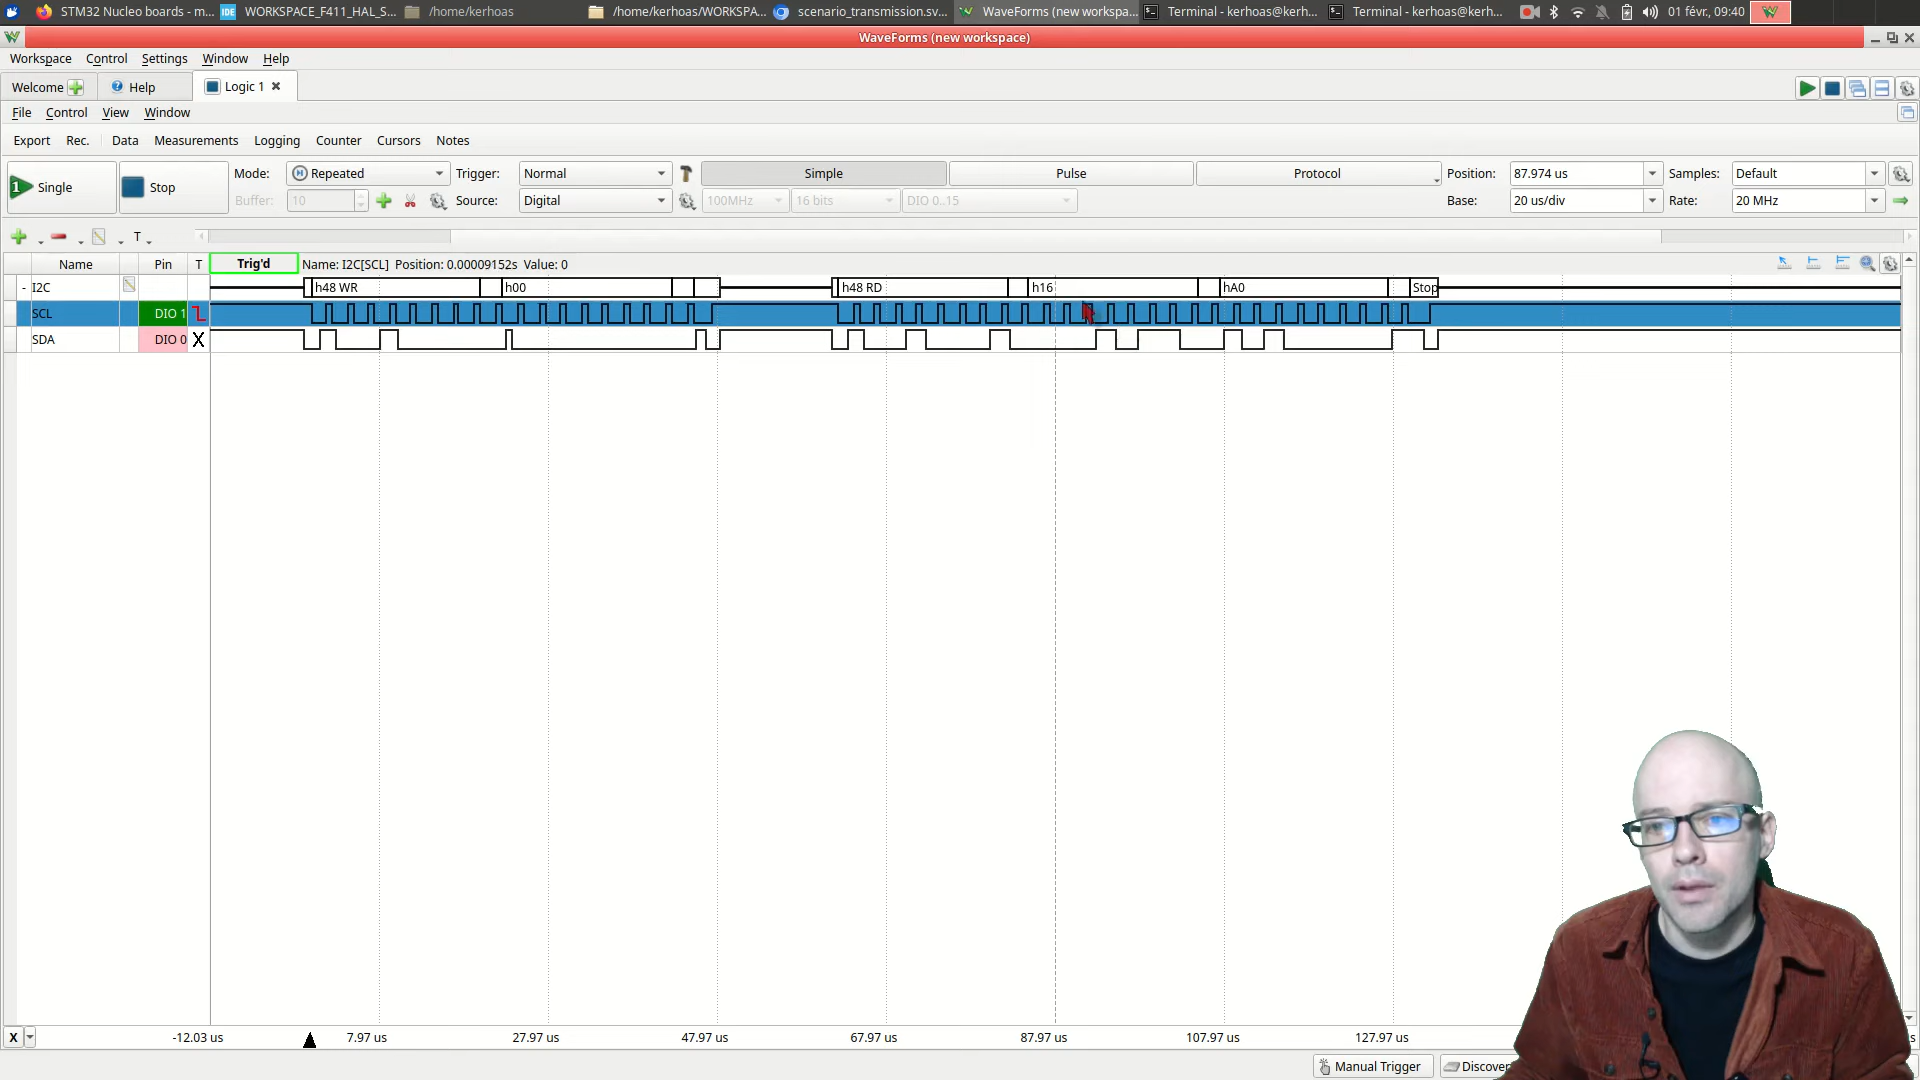 STM32 Nucleo boards - m... IDE WORKSPACE_F411_HAL_S... /home/kerhoas /home/kerhoas/WORKSPA... scenario_transmission.sv... WaveForms (new workspa... Terminal - kerhoas@kerh... Terminal - kerhoas@kerh... 01 févr., 09:40
WaveForms (new workspace)
Workspace Control Settings Window Help
Welcome Help Logic 1
File Control View Window
Export Rec. Data Measurements Logging Counter Cursors Notes
1 Single Stop Mode: Repeated Trigger: Normal Simple Pulse Protocol Position: 87.974 us Samples: Default
Buffer: 10 Source: Digital 100MHz 16 bits DIO 0..15 Base: 20 us/div Rate: 20 MHz
T
Name Pin T Trig'd Name: I2C[SCL] Position: 0.00009152s Value: 0
- I2C h48 WR h00 h48 RD h16 hA0 Stop
SCL DIO 1
SDA DIO 0 X
X -12.03 us 7.97 us 27.97 us 47.97 us 67.97 us 87.97 us 107.97 us 127.97 us s
Manual Trigger Discover